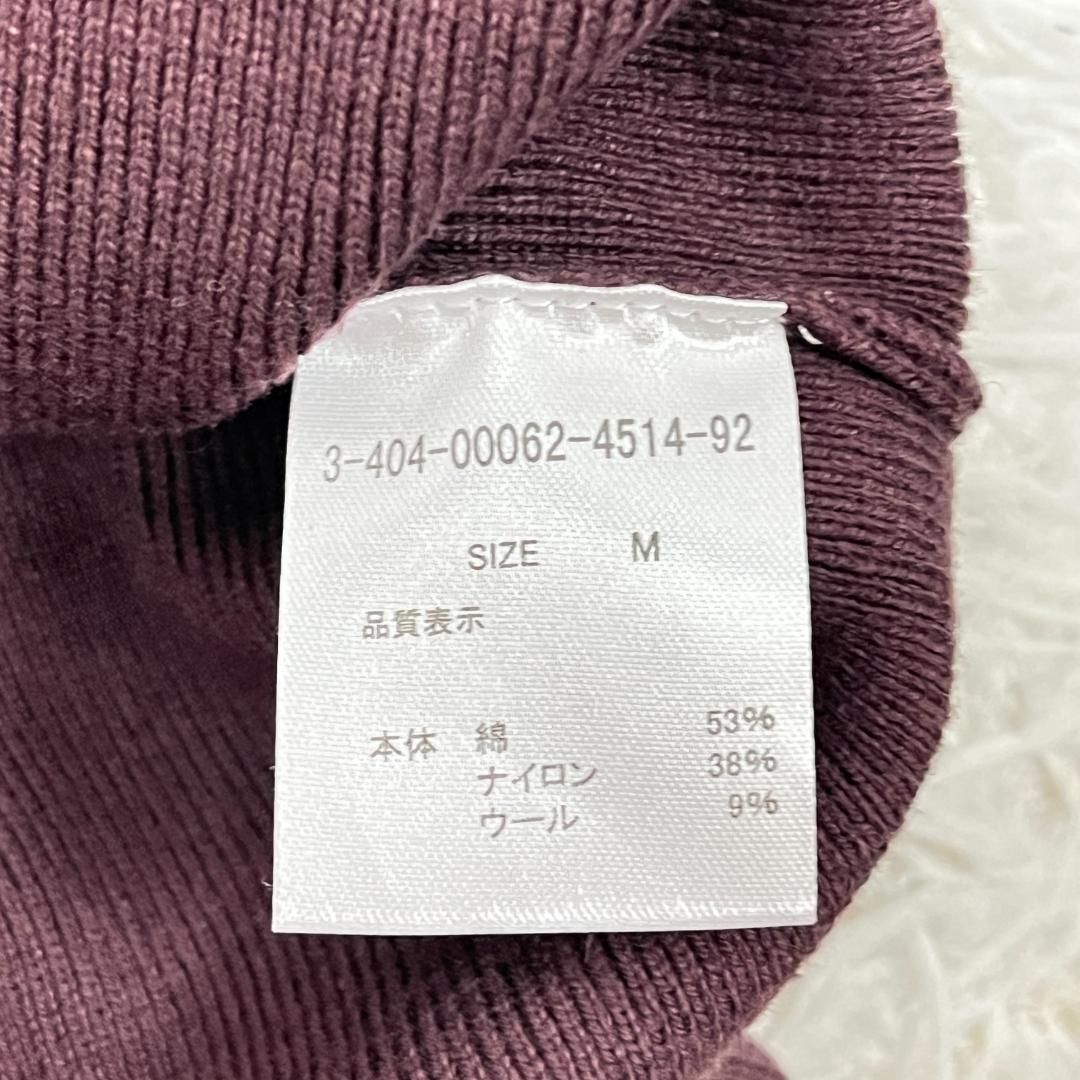 3-404-00062-4514-92
SIZE M
品質表示
本体 綿 53%
ナイロン 38%
ウール 9%